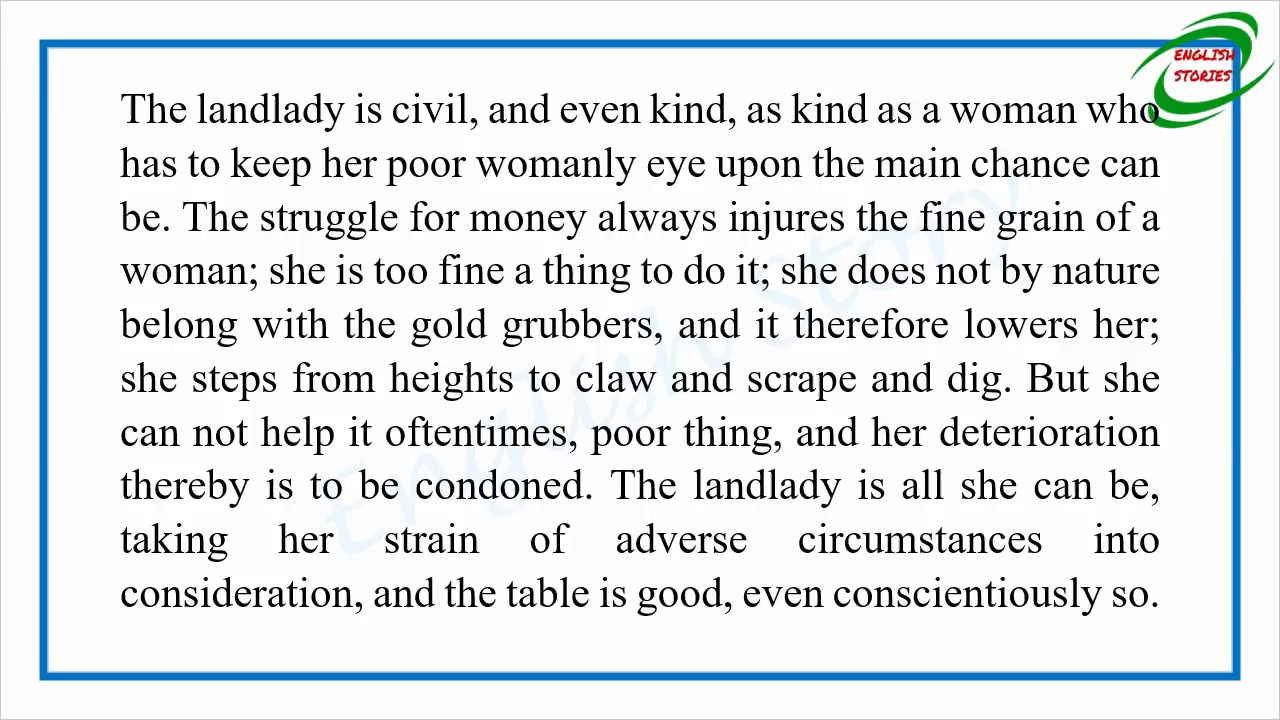 ENGLISH
STORIES
The landlady is civil, and even kind, as kind as a woman who
has to keep her poor womanly eye upon the main chance can
be. The struggle for money always injures the fine grain of a
woman; she is too fine a thing to do it; she does not by nature
belong with the gold grubbers, and it therefore lowers her;
she steps from heights to claw and scrape and dig. But she
can not help it oftentimes, poor thing, and her deterioration
thereby is to be condoned. The landlady is all she can be,
taking her strain of adverse circumstances into
consideration, and the table is good, even conscientiously so.
English Story